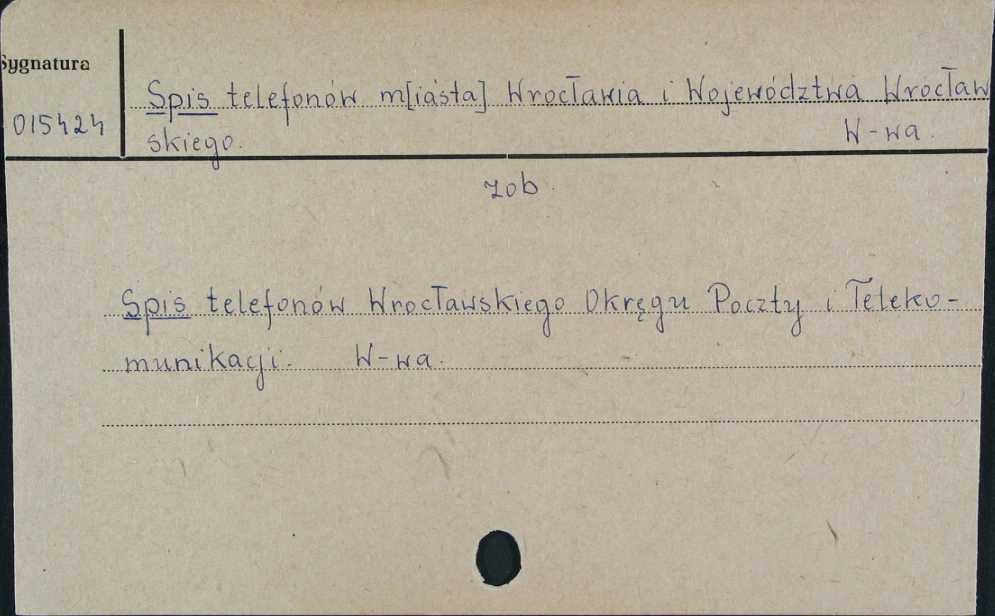 Sygnatura
Spis telefonów m[iasta] Wrocławia i Województwa Wrocław
015424
skiego. W-wa.
zob.
Spis telefonów Wrocławskiego Okręgu Poczty i Teleko-
munikacji. W-wa.